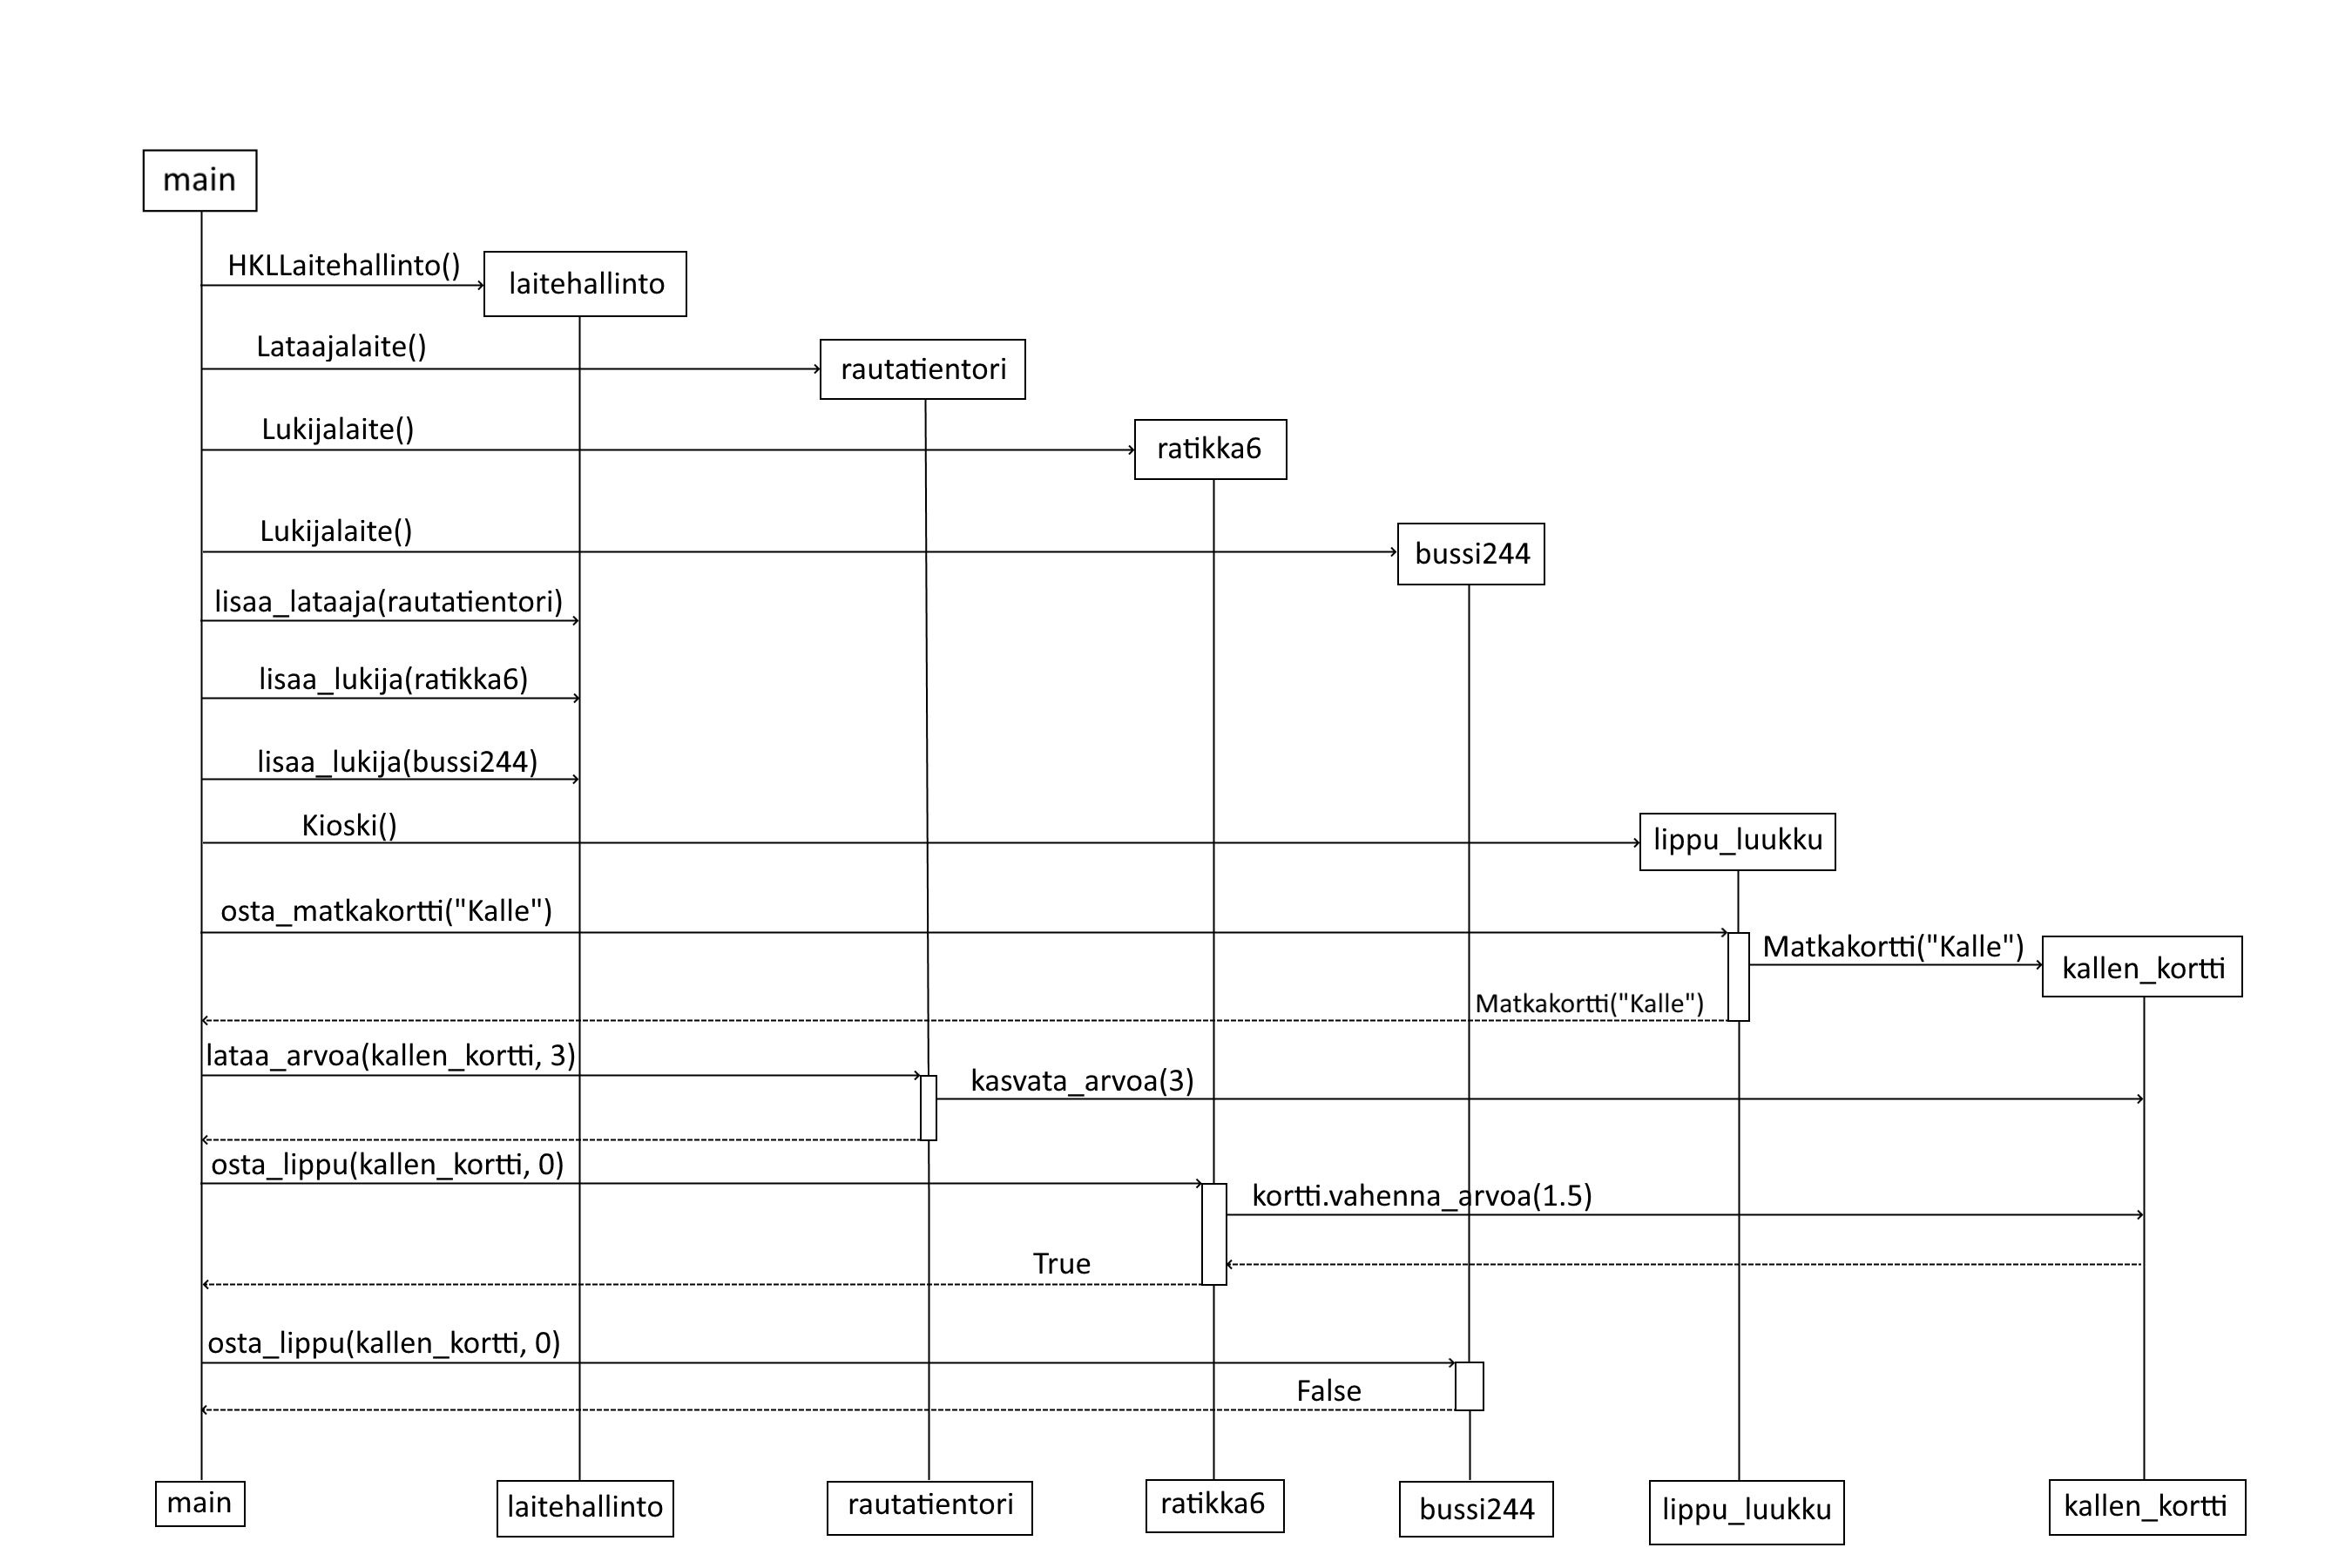 main
HKLLaitehallinto()
laitehallinto
Lataajalaite()
rautatientori
Lukijalaite()
ratikka6
Lukijalaite()
bussi244
lisaa_lataaja(rautatientori)
lisaa_lukija(ratikka6)
lisaa_lukija(bussi244)
Kioski()
lippu_luukku
osta_matkakortti("Kalle")
Matkakortti("Kalle")
kallen_kortti
Matkakortti("Kalle")
lataa_arvoa(kallen_kortti, 3)
kasvata_arvoa(3)
osta_lippu(kallen_kortti, 0)
kortti.vahenna_arvoa(1.5)
True
osta_lippu(kallen_kortti, 0)
False
main
laitehallinto
rautatientori
ratikka6
bussi244
lippu_luukku
kallen_kortti